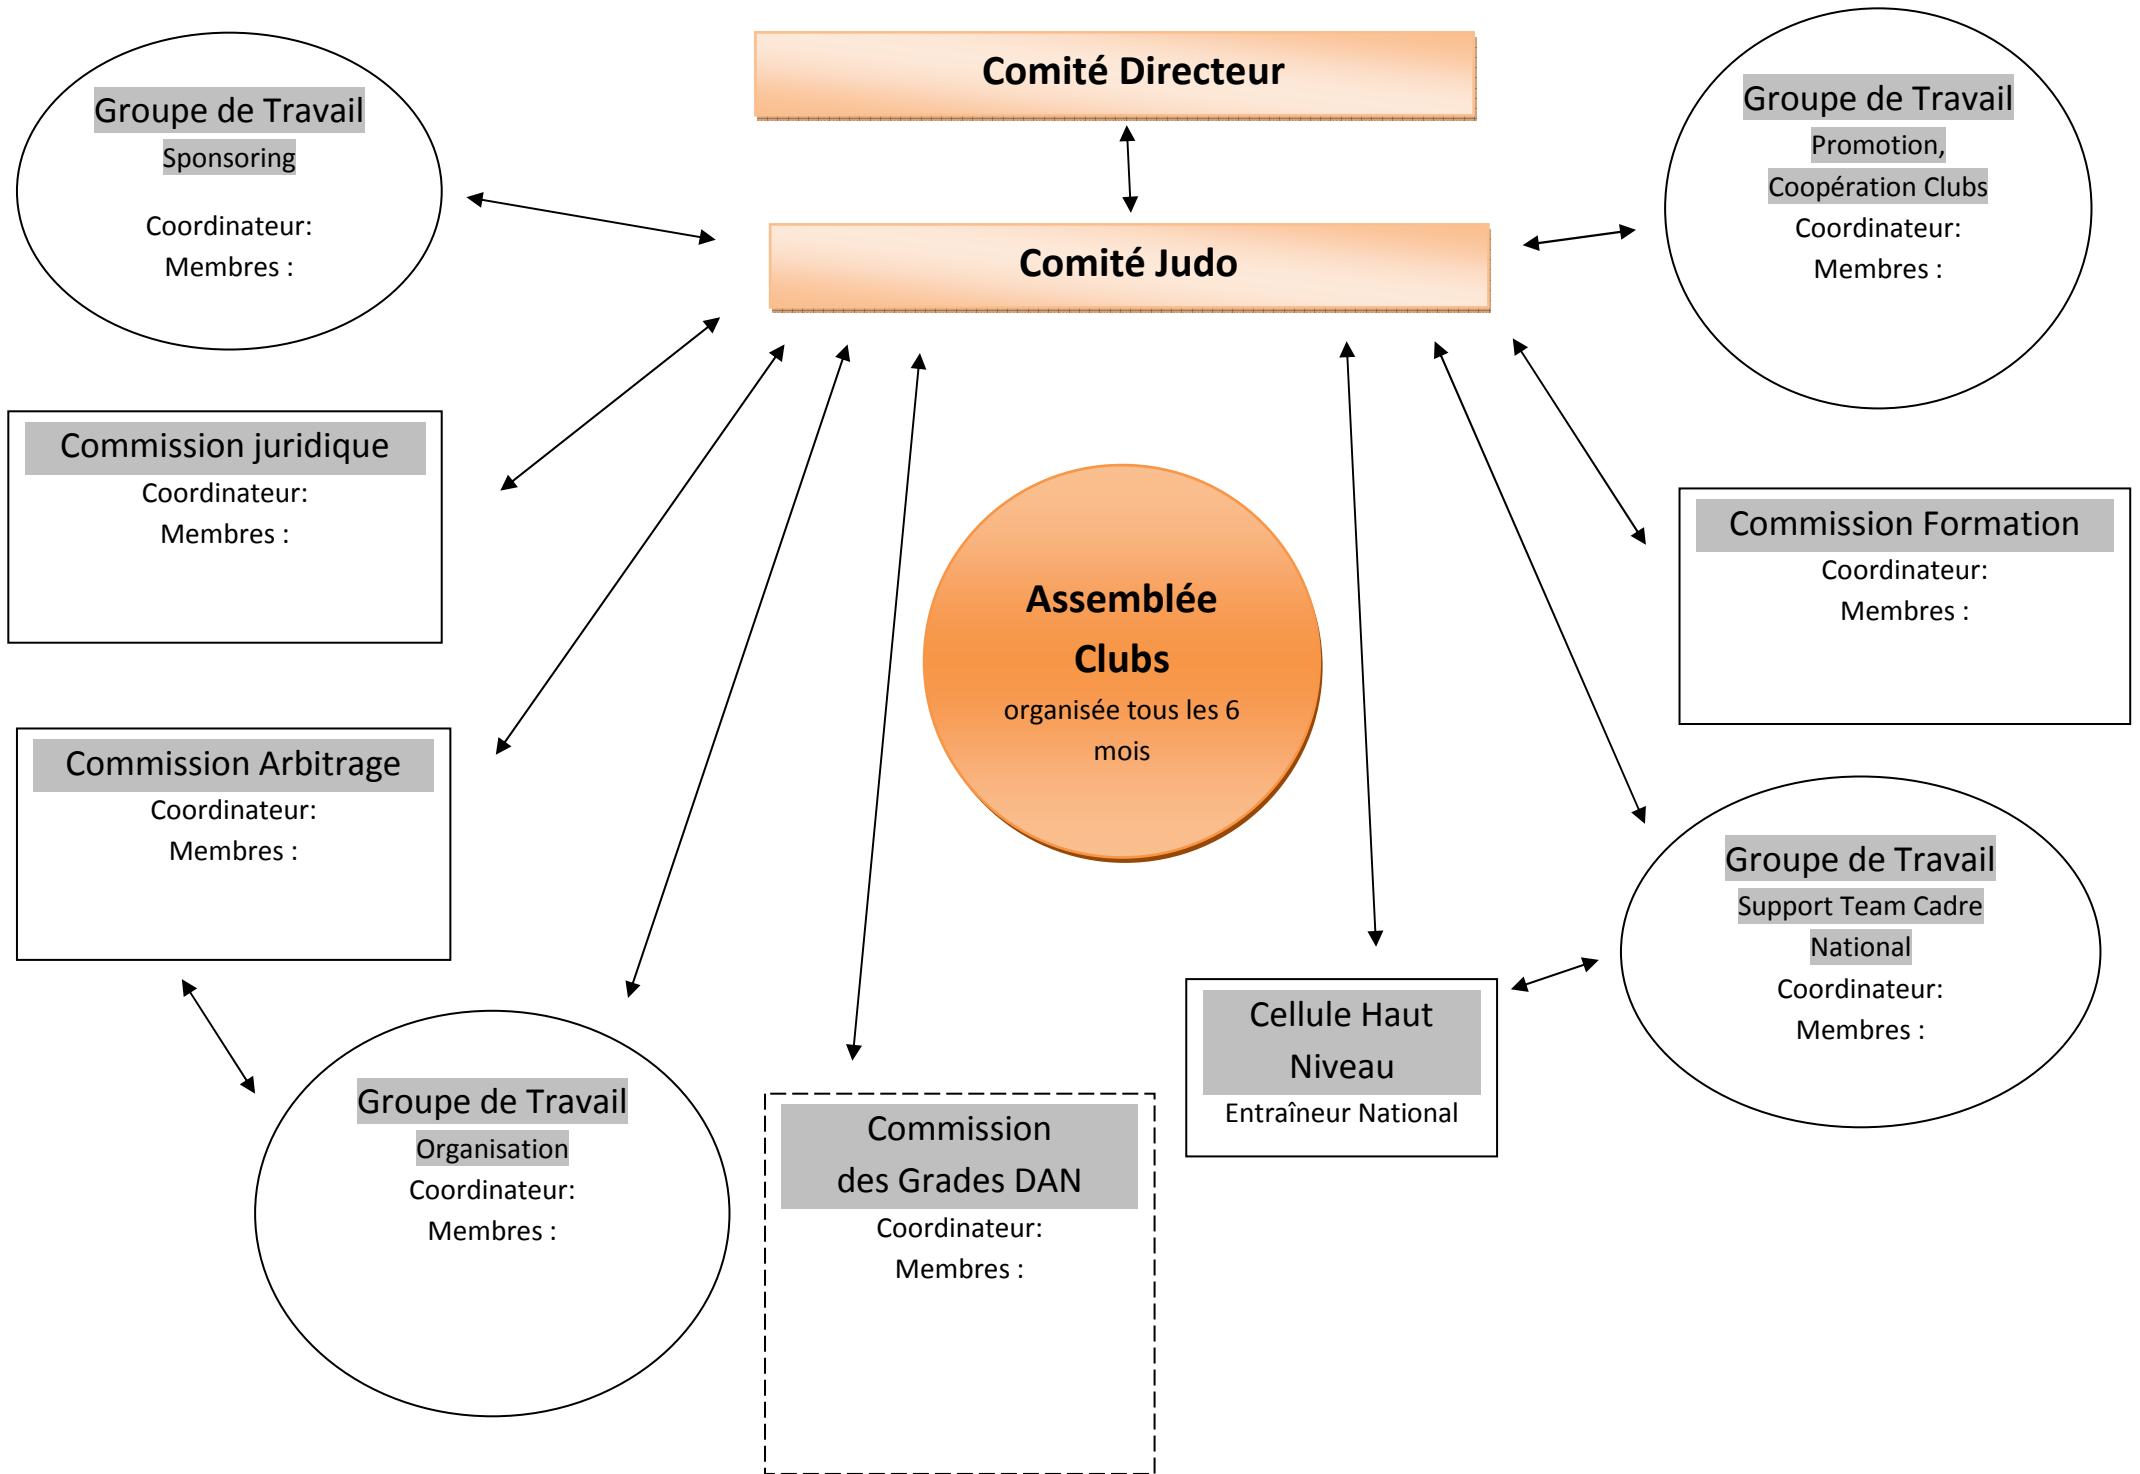 Comité Directeur
Groupe de Travail
Sponsoring
Coordinateur:
Membres :
Groupe de Travail
Promotion,
Coopération Clubs
Coordinateur:
Membres :
Comité Judo
Commission juridique
Coordinateur:
Membres :
Commission Formation
Coordinateur:
Membres :
Assemblée
Clubs
organisée tous les 6
mois
Commission Arbitrage
Coordinateur:
Membres :
Groupe de Travail
Support Team Cadre
National
Coordinateur:
Membres :
Groupe de Travail
Organisation
Coordinateur:
Membres :
Commission
des Grades DAN
Coordinateur:
Membres :
Cellule Haut
Niveau
Entraîneur National